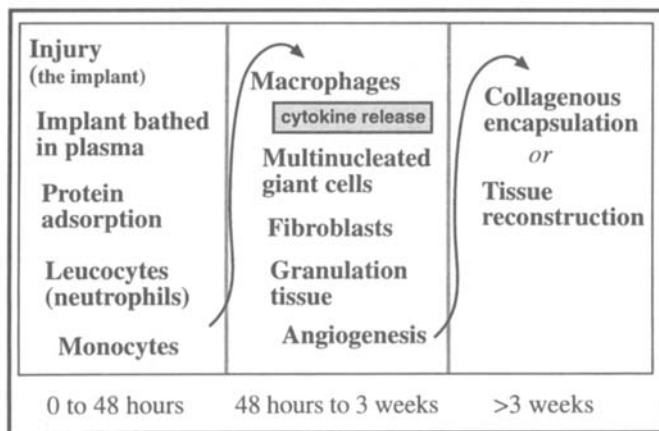 Injury
(the implant)
Implant bathed
in plasma
Protein
adsorption
Leucocytes
(neutrophils)
Monocytes
0 to 48 hours
Macrophages
cytokine release
Multinucleated
giant cells
Fibroblasts
Granulation
tissue
Angiogenesis
48 hours to 3 weeks
Collagenous
encapsulation
or
Tissue
reconstruction
>3 weeks